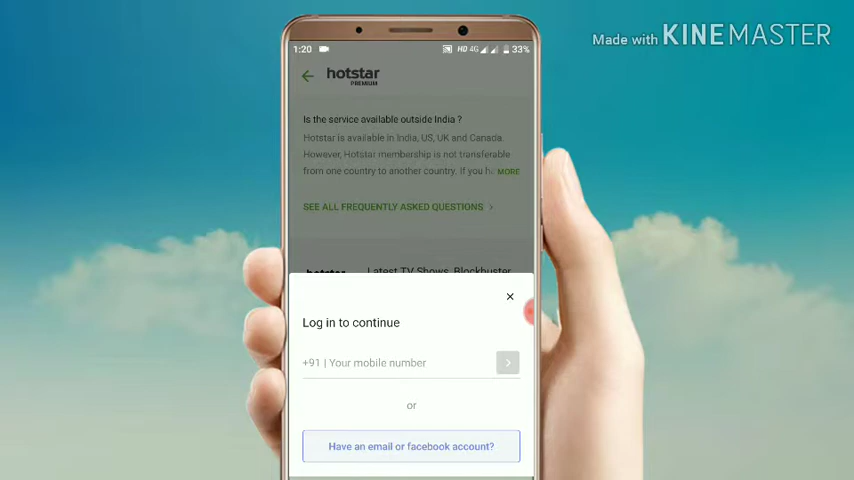 Made with KINEMASTER
1:20 HD 4G 33%
hotstar
PREMIUM
Is the service available outside India ?
Hotstar is available in India, US, UK and Canada.
However, Hotstar membership is not transferable
from one country to another country. If you h. MORE
SEE ALL FREQUENTLY ASKED QUESTIONS >
hotstar Latest TV Shows, Blockbuster
×
Log in to continue
+91 | Your mobile number >
or
Have an email or facebook account?